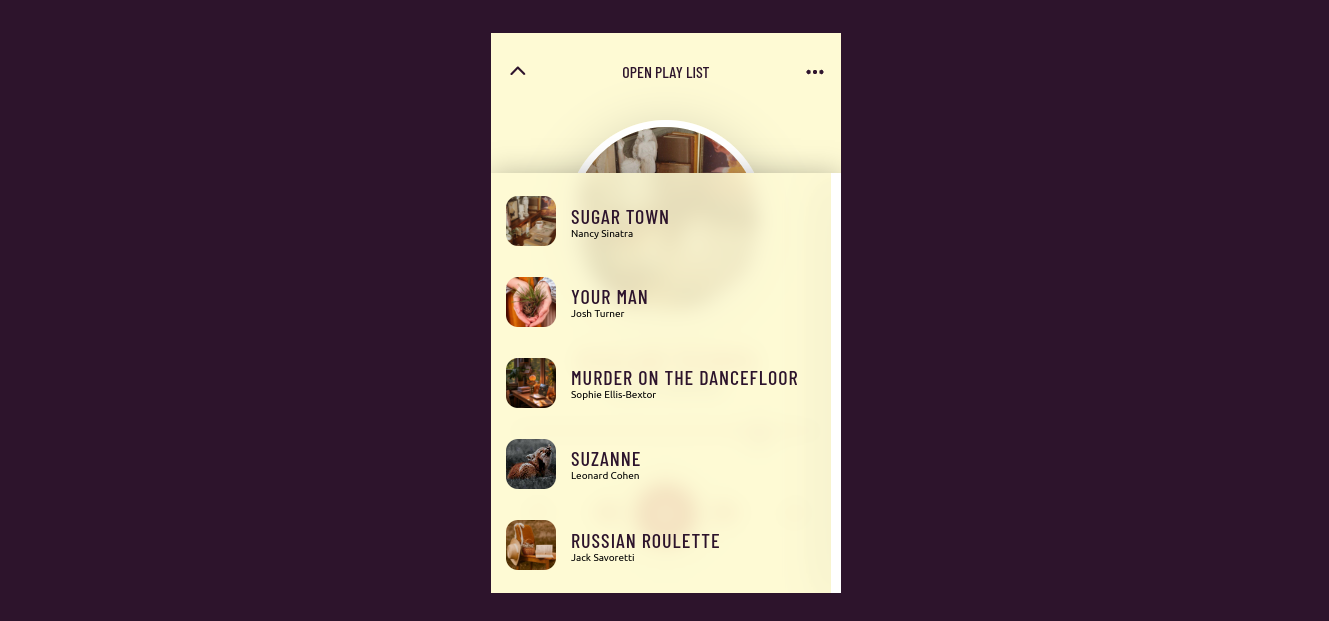 OPEN PLAY LIST
SUGAR TOWN
Nancy Sinatra
YOUR MAN
Josh Turner
MURDER ON THE DANCEFLOOR
Sophie Ellis-Bextor
SUZANNE
Leonard Cohen
RUSSIAN ROULETTE
Jack Savoretti